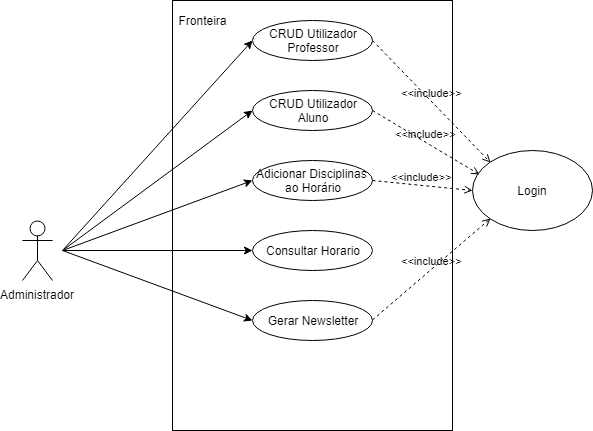 Fronteira
CRUD Utilizador
Professor
<<include>>
CRUD Utilizador
Aluno
<<include>>
Adicionar Disciplinas
ao Horário
<<include>>
Login
Consultar Horario
<<include>>
Administrador
Gerar Newsletter